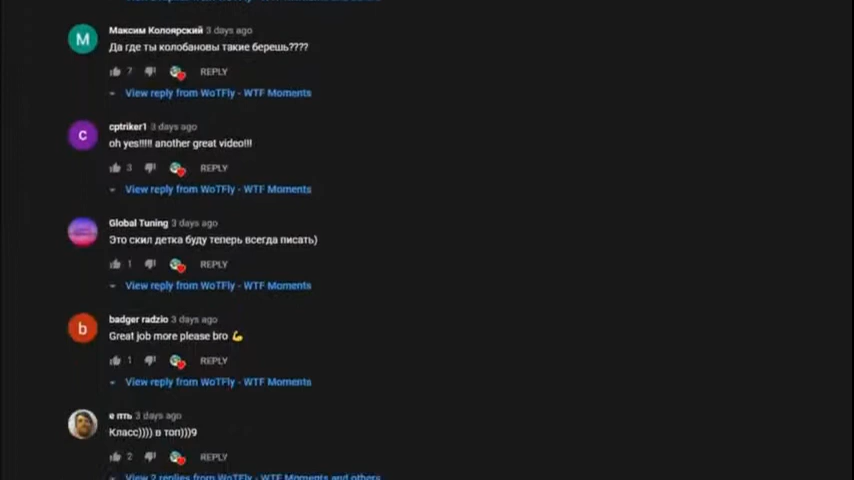 Максим Колоярский 3 days ago
Да где ты колобановы такие берешь????
7 REPLY
View reply from WoTFly - WTF Moments
cptriker1 3 days ago
oh yes!!!!! another great video!!!
3 REPLY
View reply from WoTFly - WTF Moments
Global Tuning 3 days ago
Это скил детка буду теперь всегда писать)
1 REPLY
View reply from WoTFly - WTF Moments
badger radzio 3 days ago
Great job more please bro 💪
1 REPLY
View reply from WoTFly - WTF Moments
е пть 3 days ago
Класс)))) в топ)))9
2 REPLY
View 2 replies from WoTFly - WTF Moments and others